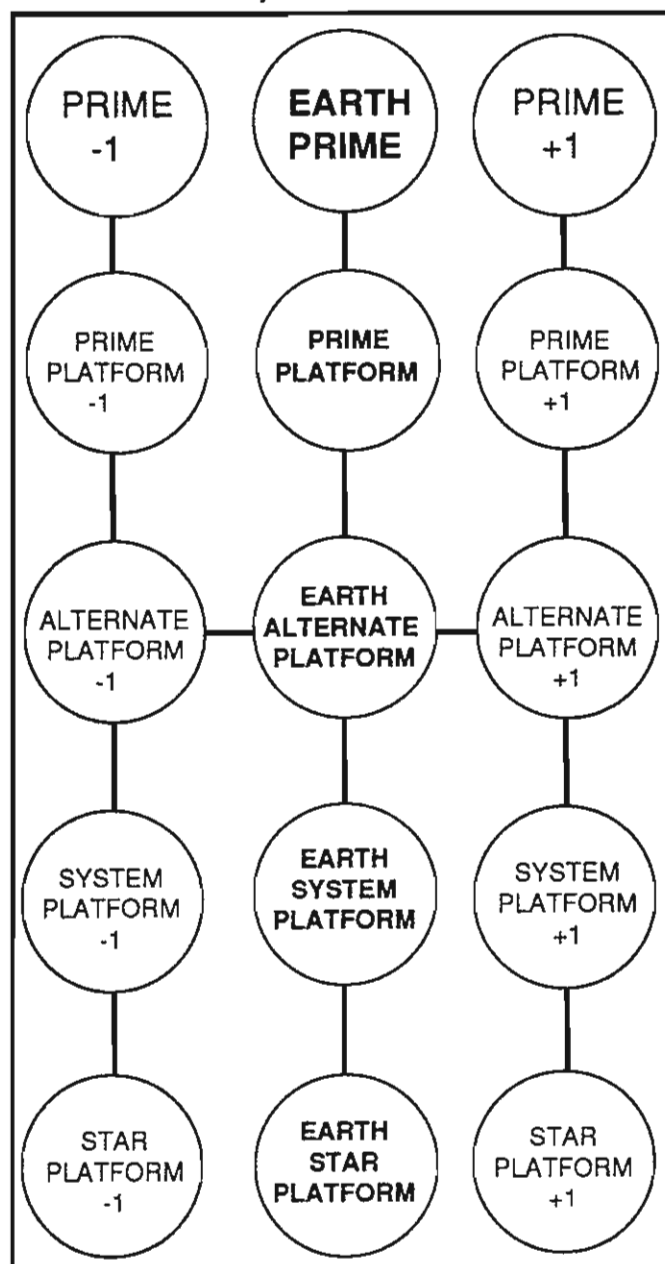 PRIME
-1
EARTH
PRIME
PRIME
+1
PRIME
PLATFORM
-1
PRIME
PLATFORM
PRIME
PLATFORM
+1
ALTERNATE
PLATFORM
-1
EARTH
ALTERNATE
PLATFORM
ALTERNATE
PLATFORM
+1
SYSTEM
PLATFORM
-1
EARTH
SYSTEM
PLATFORM
SYSTEM
PLATFORM
+1
STAR
PLATFORM
-1
EARTH
STAR
PLATFORM
STAR
PLATFORM
+1